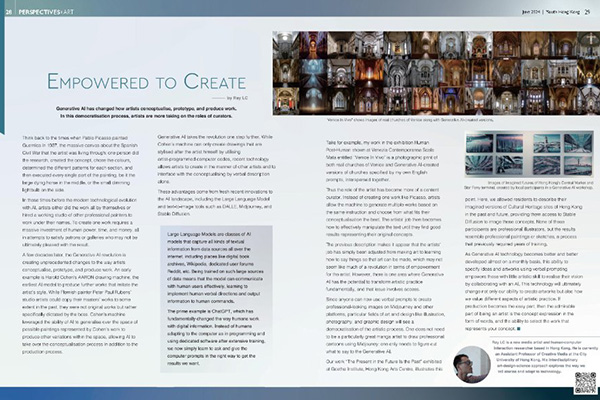 28 | PERSPECTIVES>ART
June 2024 | Youth Hong Kong 29
EMPOWERED TO CREATE
by Ray LC
Generative AI has changed how artists conceptualise, prototype, and produce work.
In this democratisation process, artists are more taking on the roles of curators.
"Venice In Vivo" shows images of real churches of Venice along with Generative AI-created versions.
Think back to the times when Pablo Picasso painted
Guernica in 1937, the massive canvas about the Spanish
Civil War that the artist was living through: one person did
the research, created the concept, chose the colours,
determined the different patterns for each section, and
then executed every single part of the painting, be it the
large dying horse in the middle, or the small dimming
lightbulb on the side.
In those times before the modern technological evolution
with AI, artists either did the work all by themselves or
hired a working studio of other professional painters to
work under their names. To create one work requires a
massive investment of human power, time, and money, all
in attempts to satisfy patrons or galleries who may not be
ultimately pleased with the result.
A few decades later, the Generative AI revolution is
creating unprecedented changes to the way artists
conceptualise, prototype, and produce work. An early
example is Harold Cohen's AARON drawing machine, the
earliest AI model to produce further works that imitate the
artist's style. While Flemish painter Peter Paul Rubens'
studio artists could copy their masters' works to some
extent in the past, they were not original works but rather
specifically dictated by the boss. Cohen's machine
leveraged the ability of AI to generalise over the space of
possible paintings represented by Cohen's work to
produce other variations within the space, allowing AI to
take over the conceptualisation process in addition to the
production process.
Generative AI takes the revolution one step further. While
Cohen's machine can only create drawings that are
stylised after the artist himself by utilising
artist-programmed computer codes, recent technology
allows artists to create in the manner of other artists and to
interface with the conceptualising by verbal description
alone.
These advantages come from fresh recent innovations to
the AI landscape, including the Large Language Model
and text-and-image tools such as DALLE, Midjourney, and
Stable Diffusion.
Large Language Models are classes of AI
models that capture all kinds of textual
information from data sources all over the
internet, including places like digital book
archives, Wikipedia, dedicated user forums
Reddit, etc. Being trained on such large sources
of data means that the model can communicate
with human users effectively, learning to
implement human verbal directions and output
information to human commands.
The prime example is ChatGPT, which has
fundamentally changed the way humans work
with digital information. Instead of humans
adapting to the computer as in programming and
using dedicated software after extensive training,
we now simply learn to ask and give the
computer prompts in the right way to get the
results we want.
Take for example, my work in the exhibition Human
PostHuman shown at Venezia Contemporanea Scala
Mata entitled "Venice In Vivo" is a photographic print of
both real churches of Venice and Generative AI-created
versions of churches specified by my own English
prompts, interspersed together.
Thus the role of the artist has become more of a content
curator. Instead of creating one work like Picasso, artists
allow the machine to generate multiple works based on
the same instruction and choose from what fits their
conceptualisation the best. The artists' job then becomes
how to effectively manipulate the text until they find good
results representing their original concepts.
The previous description makes it appear that the artists'
job has simply been adjusted from making art to learning
how to say things so that art can be made, which may not
seem like much of a revolution in terms of empowerment
for the artist. However, there is one area where Generative
AI has the potential to transform artistic practice
fundamentally, and that issue involves access.
Since anyone can now use verbal prompts to create
professional-looking images on Midjourney and other
platforms, particular fields of art and design like illustration,
photography, and graphic design will see a
democratisation of the artistic process. One does not need
to be a particularly great manga artist to draw professional
cartoons using Midjourney: one only needs to figure out
what to say to the Generative AI.
Our work "The Present in the Future Is the Past" exhibited
at Goethe Institute, Hong Kong Arts Centre, illustrates this
Images of Imagined Scenes of Hong Kong's Central Market and
Star Ferry terminal, created by local participants in a Generative AI workshop.
point. Here, we allowed residents to describe their
imagined versions of Cultural Heritage sites of Hong Kong
in the past and future, providing them access to Stable
Diffusion to image those concepts. None of those
participants are professional illustrators, but the results
resemble professional paintings or sketches, a process
that previously required years of training.
As Generative AI technology becomes better and better
developed almost on a monthly basis, this ability to
specify ideas and artworks using verbal prompting
empowers those with little artistic skill to realise their vision
by collaborating with an AI. This technology will ultimately
change not only our ability to create artworks but also how
we value different aspects of artistic practice. If
production becomes the easy part, then the admirable
part of being an artist is the concept expressed in the
form of words, and the ability to select the work that
represents your concept.
Ray LC is a new media artist and human-computer
interaction researcher based in Hong Kong. He is currently
an Assistant Professor of Creative Media at the City
University of Hong Kong. His interdisciplinary
art-design-science approach explores the way we
tell stories and adapt to technology.